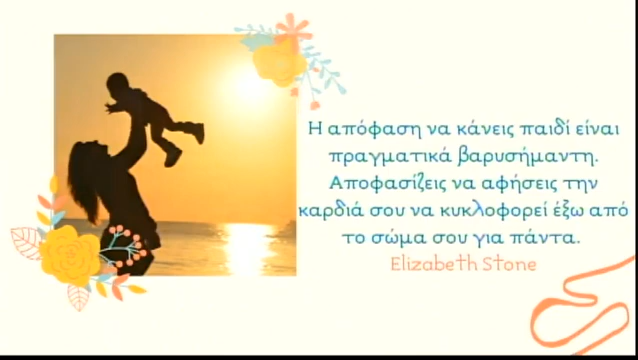 Η απόφαση να κάνεις παιδί είναι
πραγματικά βαρυσήμαντη.
Αποφασίζεις να αφήσεις την
καρδιά σου να κυκλοφορεί έξω από
το σώμα σου για πάντα.
Elizabeth Stone